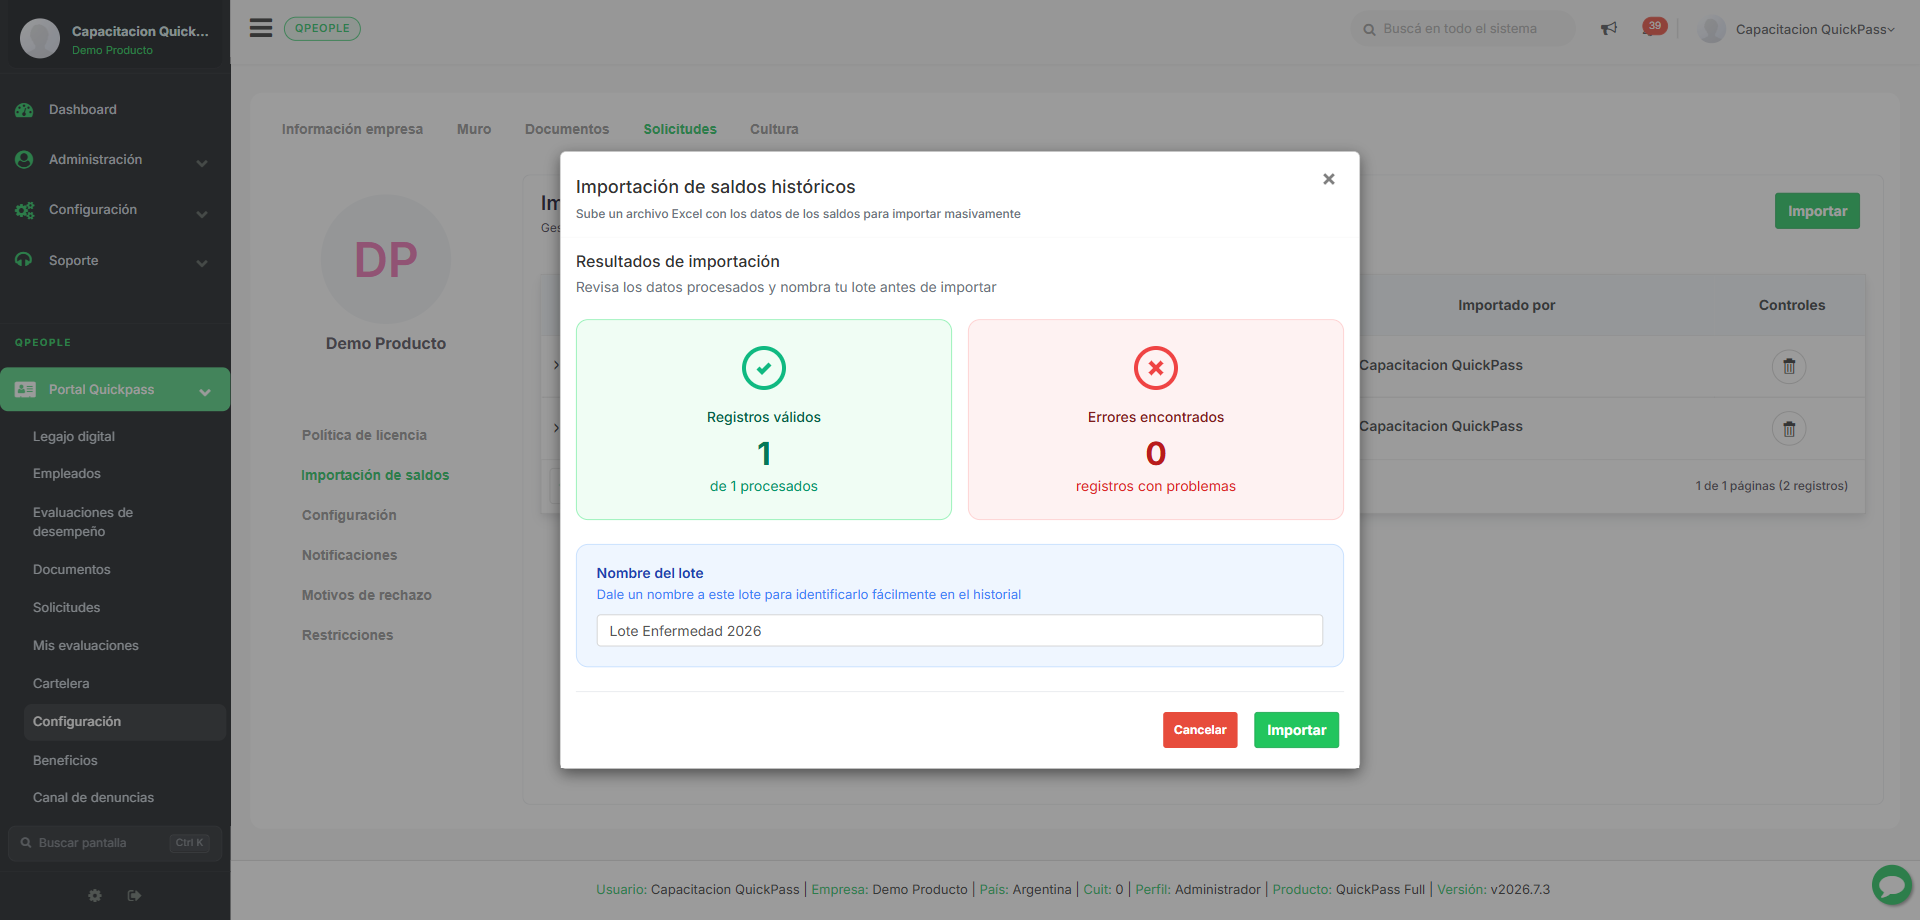 Capacitacion Quick...
Demo Producto
Dashboard
Administración
Configuración
Soporte
QPEOPLE
Portal Quickpass
Legajo digital
Empleados
Evaluaciones de
desempeño
Documentos
Solicitudes
Mis evaluaciones
Cartelera
Configuración
Beneficios
Canal de denuncias
Buscar pantalla
Ctrl K
QPEOPLE
Buscá en todo el sistema
39
Capacitacion QuickPass
Información empresa
Muro
Documentos
Solicitudes
Cultura
DP
Demo Producto
Política de licencia
Importación de saldos
Configuración
Notificaciones
Motivos de rechazo
Restricciones
Im
Ges
Importar
Importado por
Controles
Capacitacion QuickPass
Capacitacion QuickPass
1 de 1 páginas (2 registros)
Importación de saldos históricos
Sube un archivo Excel con los datos de los saldos para importar masivamente
Resultados de importación
Revisa los datos procesados y nombra tu lote antes de importar
Registros válidos
1
de 1 procesados
Errores encontrados
0
registros con problemas
Nombre del lote
Dale un nombre a este lote para identificarlo fácilmente en el historial
Lote Enfermedad 2026
Cancelar
Importar
Usuario: Capacitacion QuickPass | Empresa: Demo Producto | País: Argentina | Cuit: 0 | Perfil: Administrador | Producto: QuickPass Full | Versión: v2026.7.3